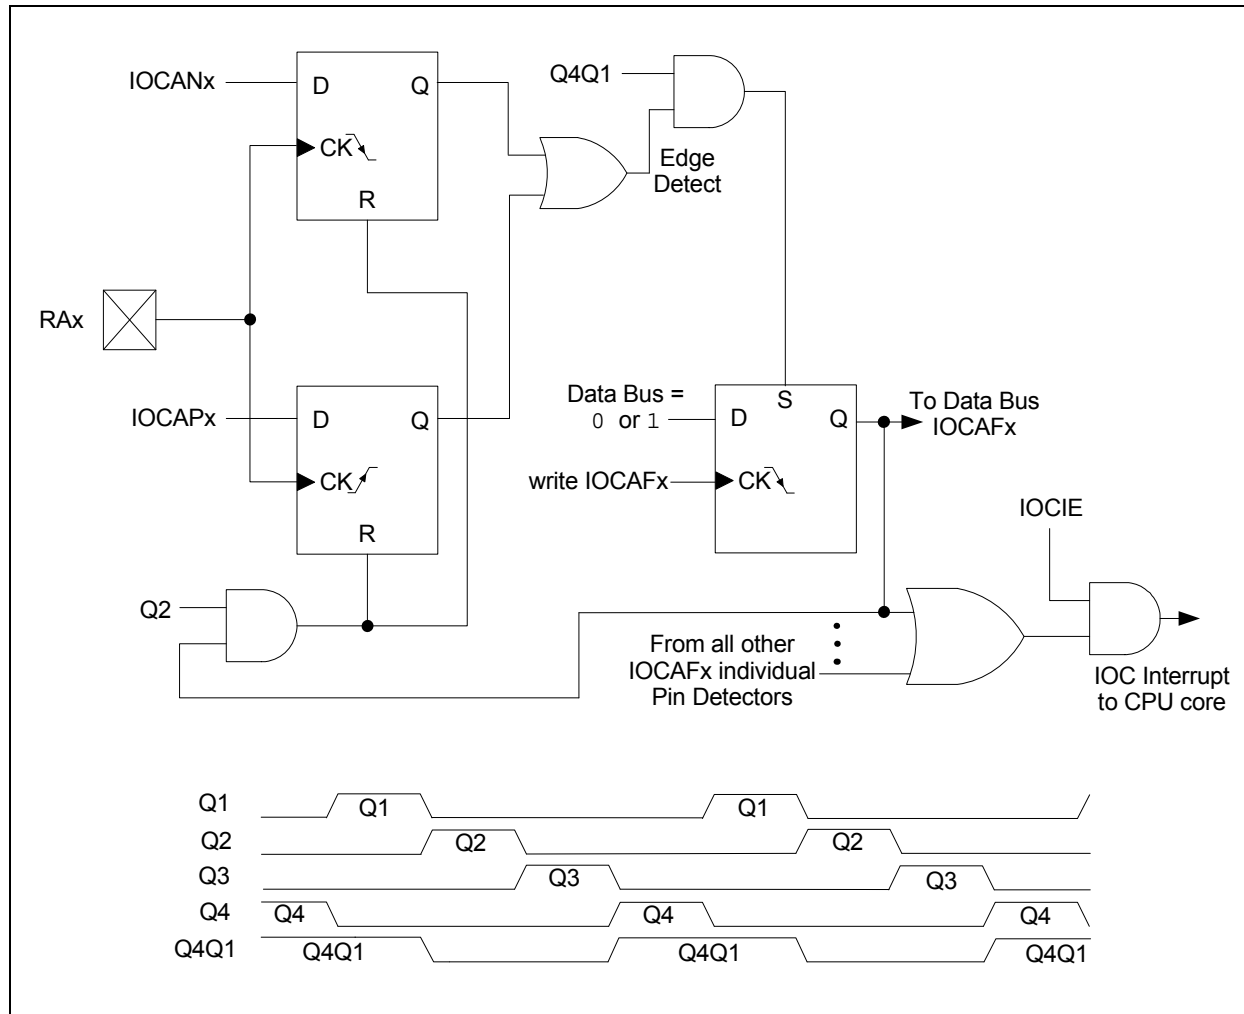 IOCANx
D
Q
CK
R
Q4Q1
Edge
Detect
RAx
IOCAPx
D
Q
CK
R
Data Bus =
0 or 1
S
D
Q
To Data Bus
IOCAFx
write IOCAFx
CK
IOCIE
Q2
From all other
IOCAFx individual
Pin Detectors
IOC Interrupt
to CPU core
Q1 Q1 Q1
Q2 Q2 Q2
Q3 Q3 Q3
Q4 Q4 Q4 Q4
Q4Q1 Q4Q1 Q4Q1 Q4Q1